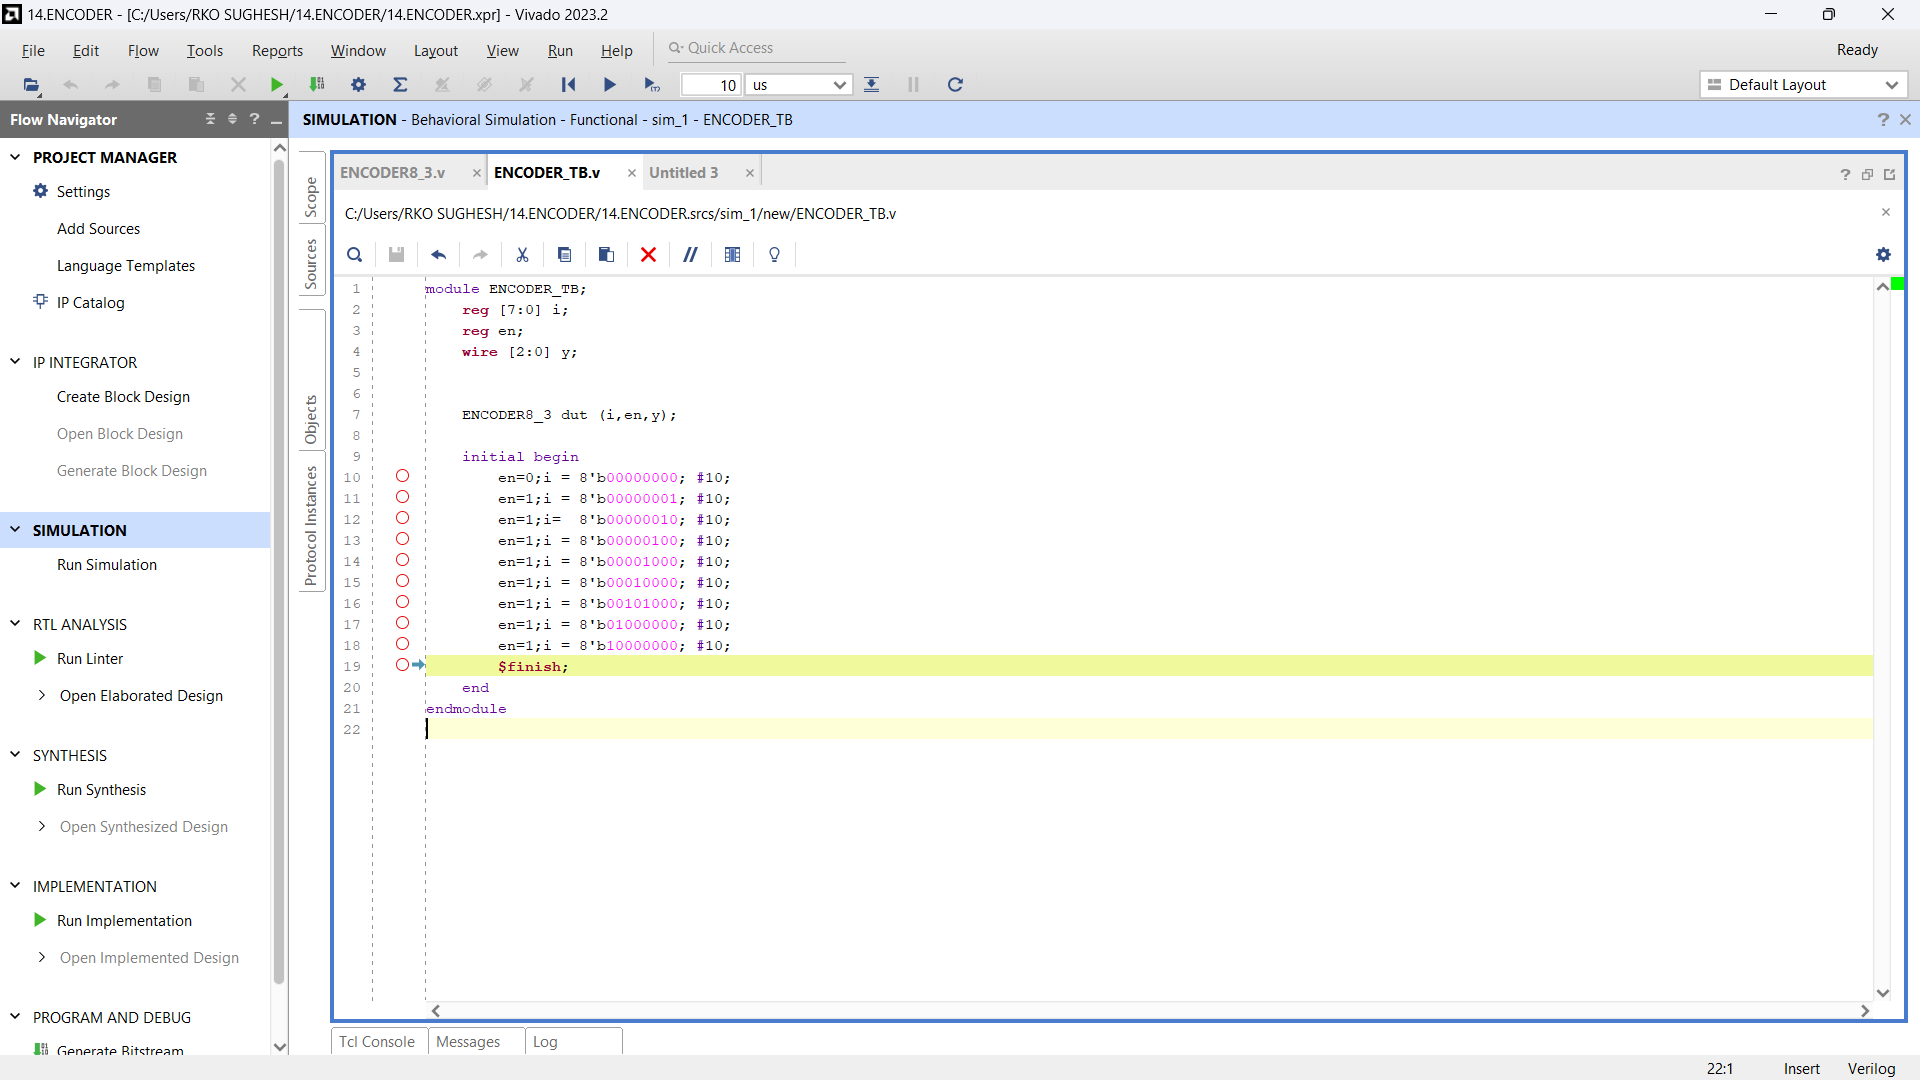 14.ENCODER - [C:/Users/RKO SUGHESH/14.ENCODER/14.ENCODER.xpr] - Vivado 2023.2
File Edit Flow Tools Reports Window Layout View Run Help Quick Access Ready
10 us Default Layout
Flow Navigator
SIMULATION - Behavioral Simulation - Functional - sim_1 - ENCODER_TB
PROJECT MANAGER
Settings
Add Sources
Language Templates
IP Catalog
IP INTEGRATOR
Create Block Design
Open Block Design
Generate Block Design
SIMULATION
Run Simulation
RTL ANALYSIS
Run Linter
Open Elaborated Design
SYNTHESIS
Run Synthesis
Open Synthesized Design
IMPLEMENTATION
Run Implementation
Open Implemented Design
PROGRAM AND DEBUG
Generate Bitstream
Scope
Sources
Objects
Protocol Instances
ENCODER8_3.v ENCODER_TB.v Untitled 3
C:/Users/RKO SUGHESH/14.ENCODER/14.ENCODER.srcs/sim_1/new/ENCODER_TB.v
1 module ENCODER_TB;
2 reg [7:0] i;
3 reg en;
4 wire [2:0] y;
5
6
7 ENCODER8_3 dut (i,en,y);
8
9 initial begin
10 en=0;i = 8'b00000000; #10;
11 en=1;i = 8'b00000001; #10;
12 en=1;i=  8'b00000010; #10;
13 en=1;i = 8'b00000100; #10;
14 en=1;i = 8'b00001000; #10;
15 en=1;i = 8'b00010000; #10;
16 en=1;i = 8'b00101000; #10;
17 en=1;i = 8'b01000000; #10;
18 en=1;i = 8'b10000000; #10;
19 $finish;
20 end
21 endmodule
22
Tcl Console Messages Log
22:1 Insert Verilog